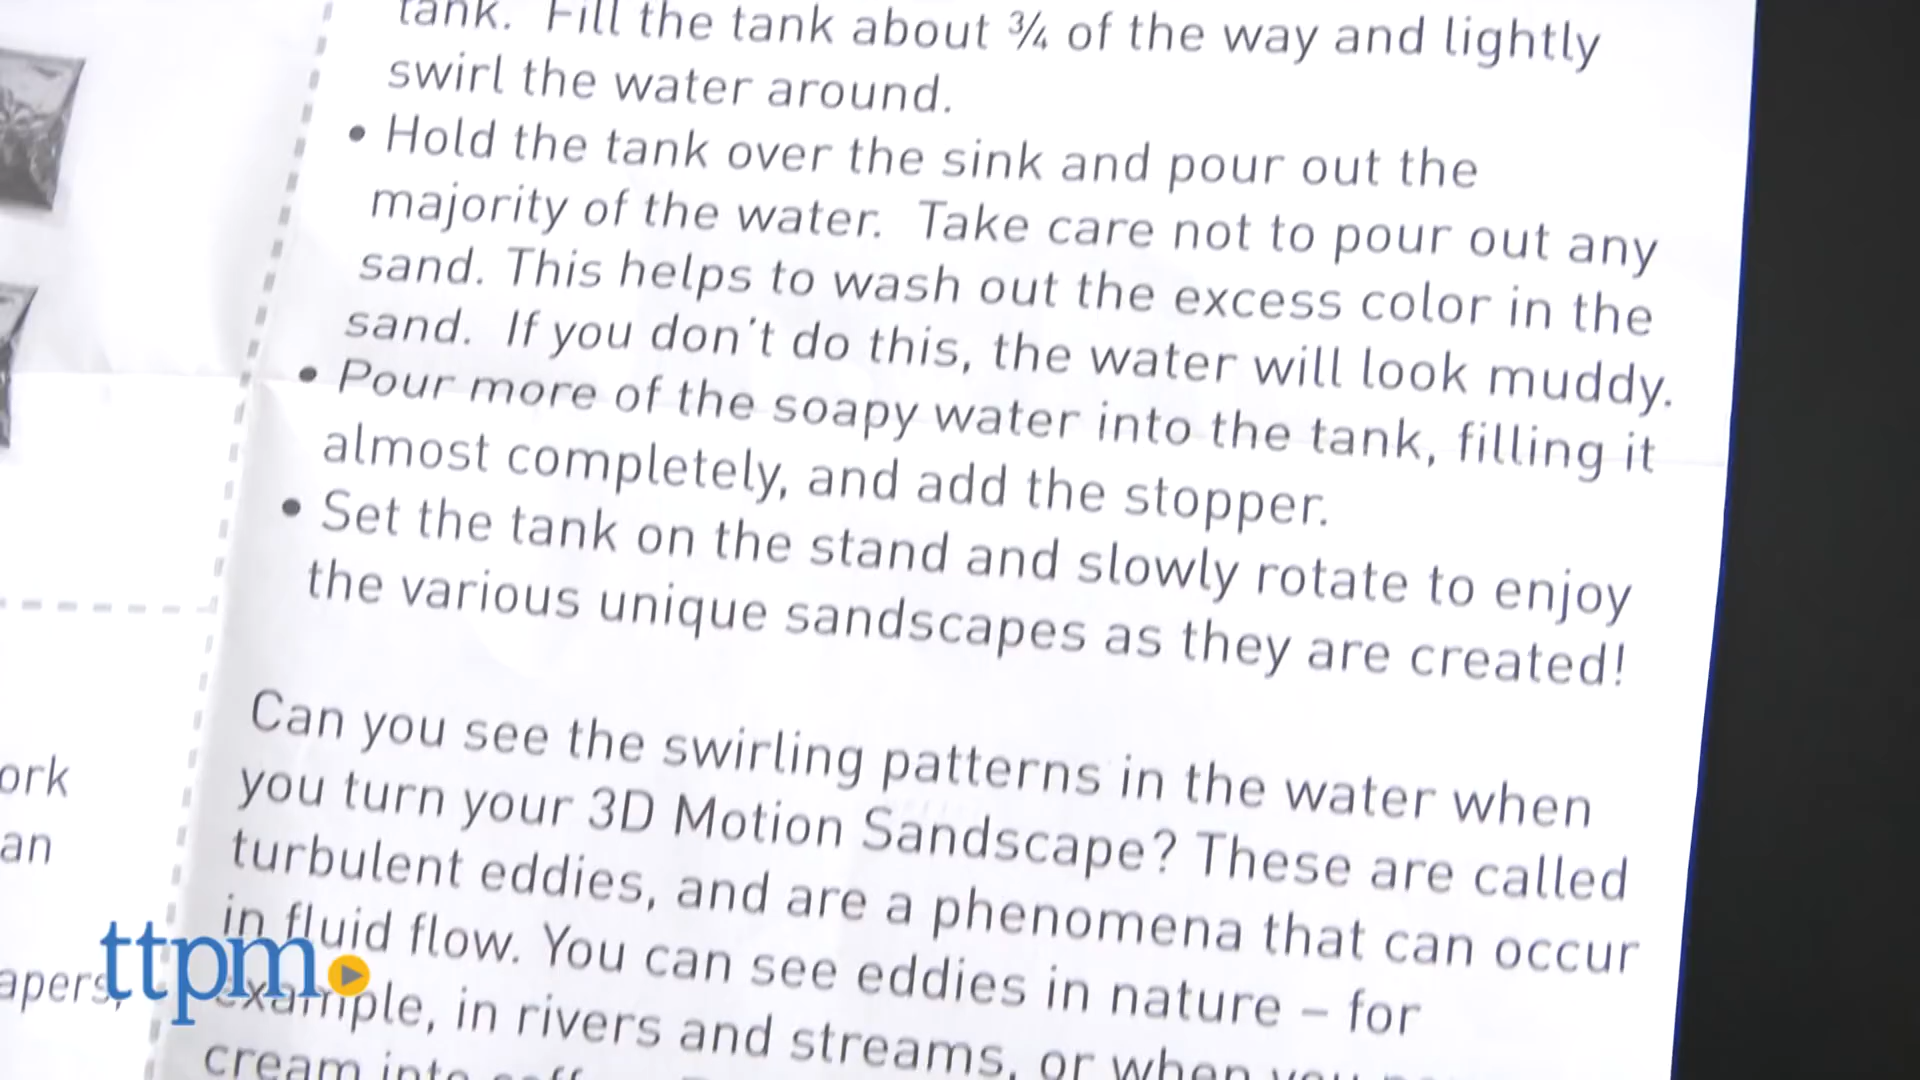 tank. Fill the tank about ¾ of the way and lightly
swirl the water around.
• Hold the tank over the sink and pour out the
majority of the water. Take care not to pour out any
sand. This helps to wash out the excess color in the
sand. If you don't do this, the water will look muddy.
• Pour more of the soapy water into the tank, filling it
almost completely, and add the stopper.
• Set the tank on the stand and slowly rotate to enjoy
the various unique sandscapes as they are created!
Can you see the swirling patterns in the water when
you turn your 3D Motion Sandscape? These are called
turbulent eddies, and are a phenomena that can occur
in fluid flow. You can see eddies in nature – for
example, in rivers and streams, or when you
cream into
ork
an
apers,
ttpm